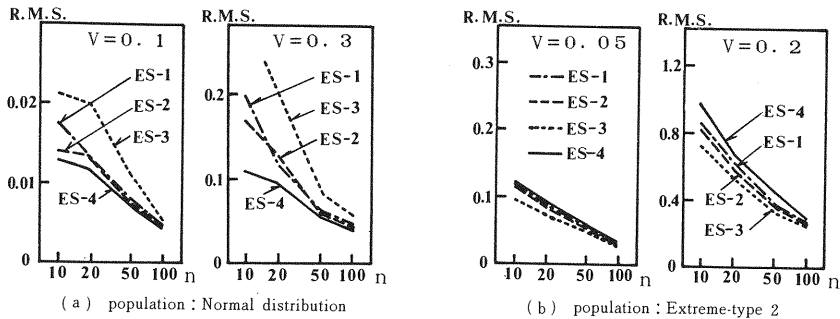 R.M.S.
V=0.1
ES-1
ES-2
ES-3
ES-4
0.02
0.01
0
10 20 50 100 n
R.M.S.
V=0.3
ES-1
ES-3
ES-2
ES-4
0.2
0.1
0
10 20 50 100 n
(a) population : Normal distribution
R.M.S.
V=0.05
ES-1
ES-2
ES-3
ES-4
0.3
0.2
0.1
0
10 20 50 100 n
R.M.S.
V=0.2
ES-4
ES-1
ES-2
ES-3
1.2
0.8
0.4
0
10 20 50 100 n
(b) population : Extreme-type 2